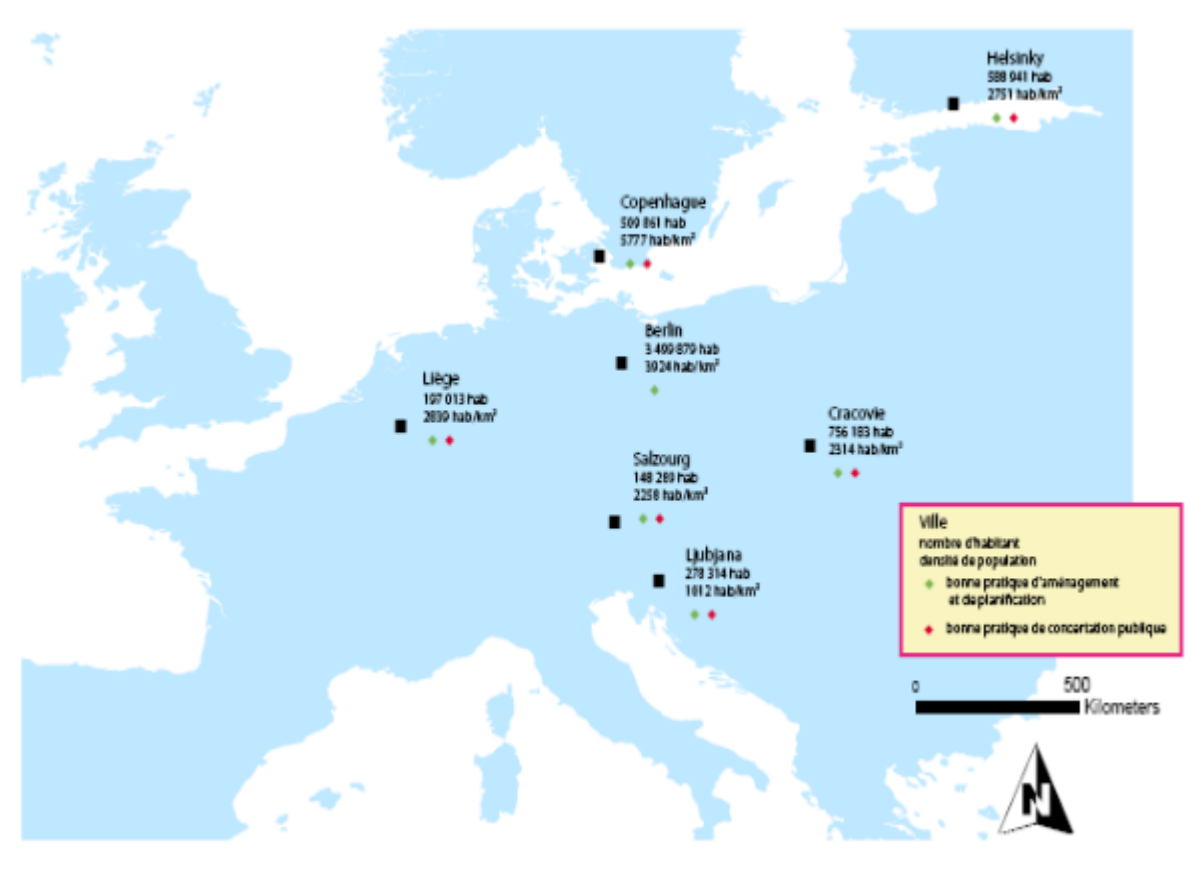 Helsinky
588 941 hab
2751 hab/km²
Copenhague
509 861 hab
5777 hab/km²
Berlin
3 499 879 hab
3924 hab/km²
Liège
197 013 hab
2839 hab/km²
Cracovie
756 183 hab
2314 hab/km²
Salzourg
148 289 hab
2258 hab/km²
Ljubjana
278 314 hab
1012 hab/km²
Ville
nombre d'habitant
densité de population
bonne pratique d'aménagement
et de planification
bonne pratique de concertation publique
0 500
Kilometers
N